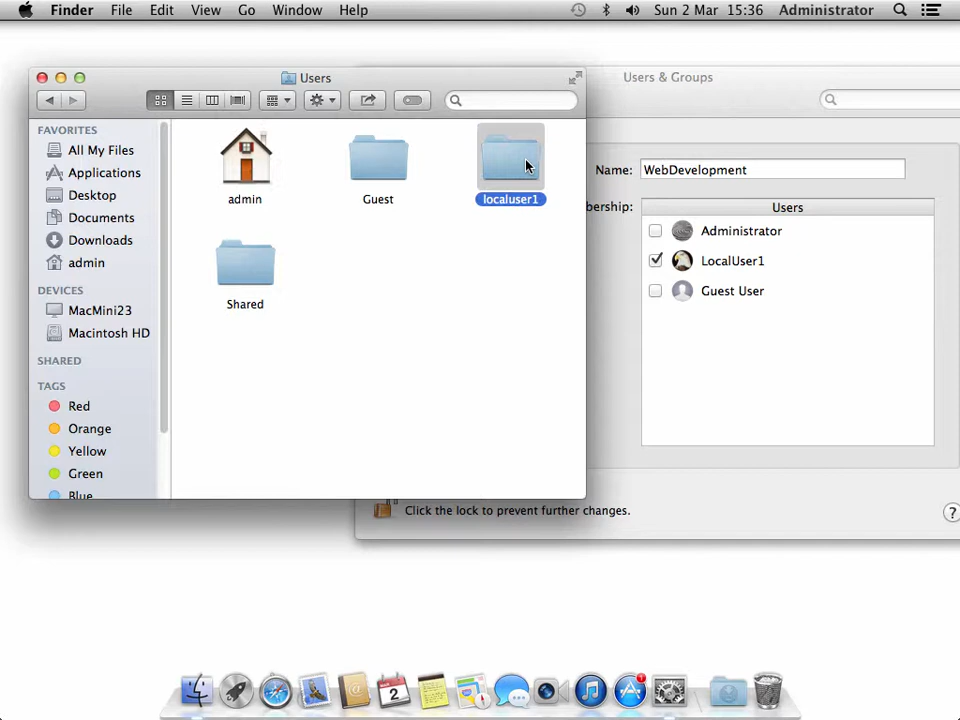 Finder File Edit View Go Window Help Sun 2 Mar 15:36 Administrator
Users
Users & Groups
FAVORITES
All My Files
Applications
Desktop
Documents
Downloads
admin
DEVICES
MacMini23
Macintosh HD
SHARED
TAGS
Red
Orange
Yellow
Green
Blue
admin
Guest
localuser1
Shared
Name: WebDevelopment
bership:
Users
Administrator
LocalUser1
Guest User
Click the lock to prevent further changes.
?
2
1